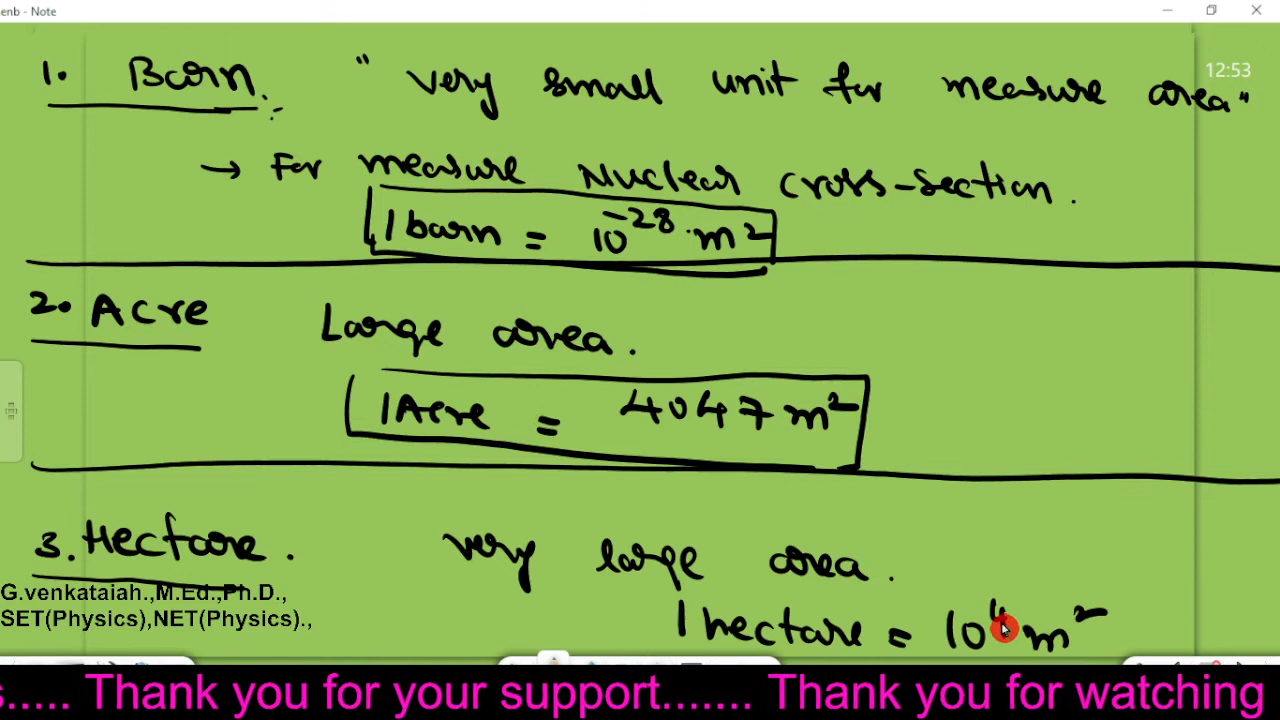 enb - Note
12:53
1. Barn. " very small unit for measure area"
→ For measure Nuclear cross-section.
1 barn = 10⁻²⁸ . m²
2. Acre Large area.
1 Acre = 4047 m²
3. Hectare. very large area.
G.venkataiah.,M.Ed.,Ph.D.,
SET(Physics),NET(Physics).,
1 hectare = 10⁴ m²
s..... Thank you for your support....... Thank you for watching